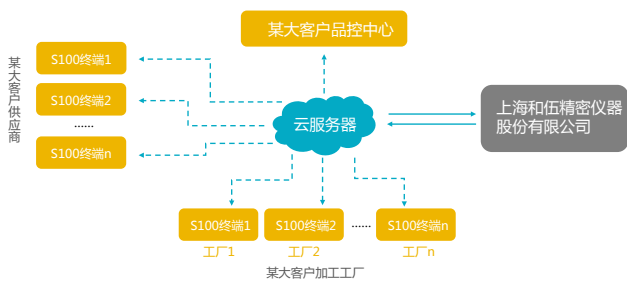 某大客户品控中心
某大客户供应商
S100终端1
S100终端2
......
S100终端n
云服务器
上海和伍精密仪器
股份有限公司
S100终端1
S100终端2
......
S100终端n
工厂1
工厂2
工厂n
某大客户加工工厂